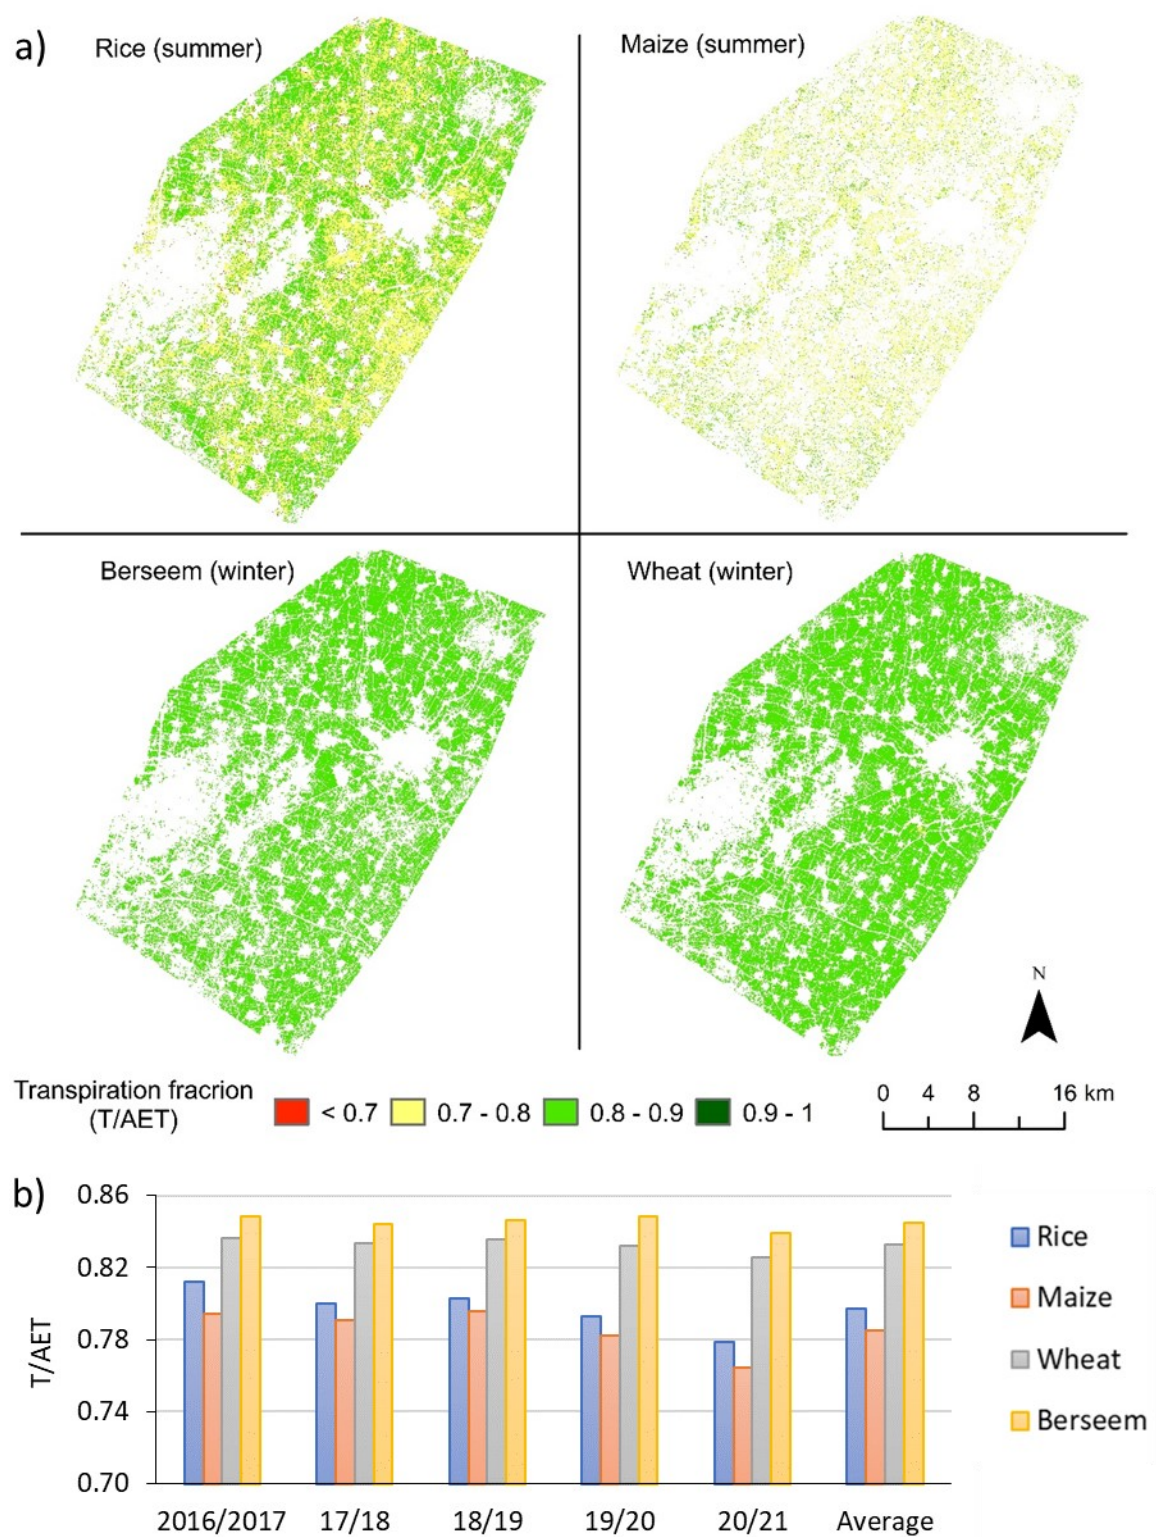 a)
Rice (summer)
Maize (summer)
Berseem (winter)
Wheat (winter)
N
Transpiration fracrion
(T/AET)
< 0.7
0.7 - 0.8
0.8 - 0.9
0.9 - 1
0 4 8 16 km
b)
T/AET
0.86
0.82
0.78
0.74
0.70
2016/2017 17/18 18/19 19/20 20/21 Average
Rice
Maize
Wheat
Berseem